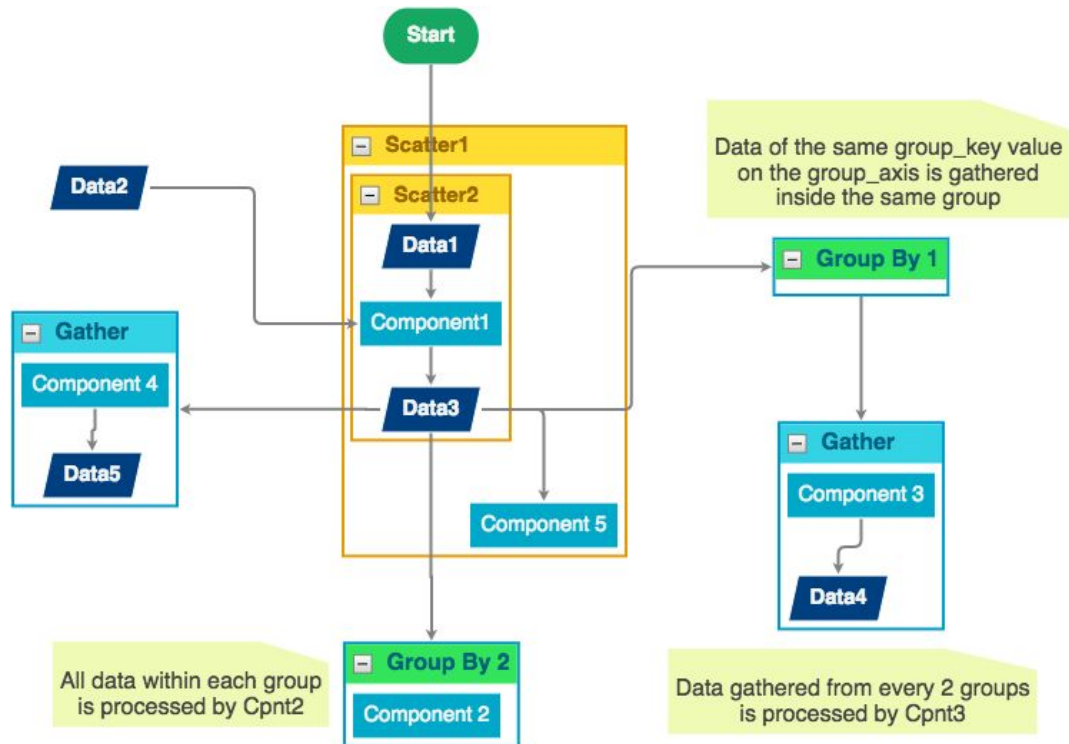 Start
Scatter1
Data of the same group_key value
on the group_axis is gathered
inside the same group
Data2
Scatter2
Data1
Group By 1
Component1
Gather
Component 4
Data3
Data5
Gather
Component 3
Component 5
Data4
All data within each group
is processed by Cpnt2
Group By 2
Component 2
Data gathered from every 2 groups
is processed by Cpnt3